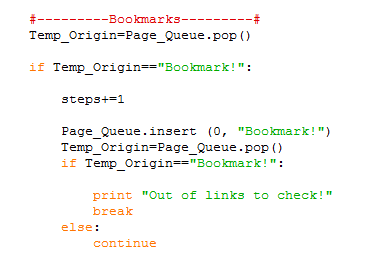 #---------Bookmarks---------#
Temp_Origin=Page_Queue.pop()
if Temp_Origin=="Bookmark!":
steps+=1
Page_Queue.insert (0, "Bookmark!")
Temp_Origin=Page_Queue.pop()
if Temp_Origin=="Bookmark!":
print "Out of links to check!"
break
else:
continue